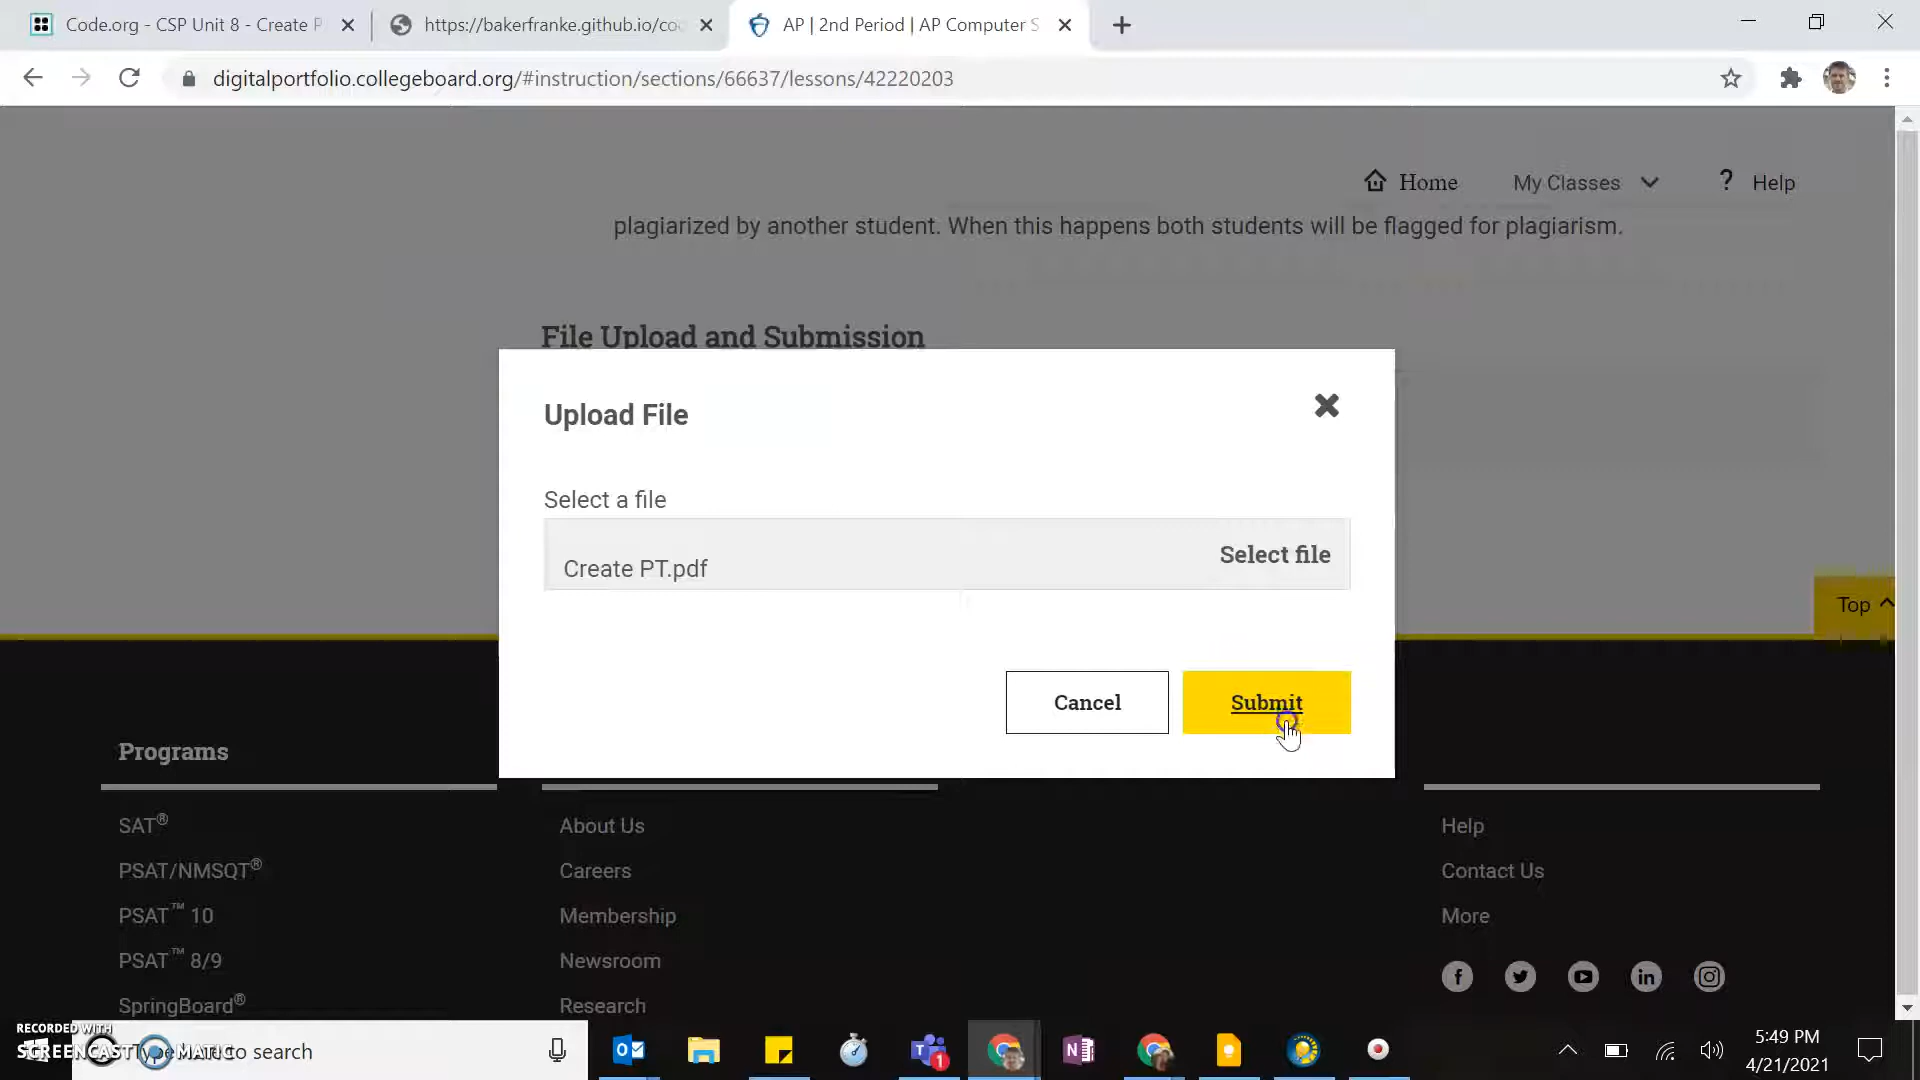 Code.org - CSP Unit 8 - Create P
https://bakerfranke.github.io/co
AP | 2nd Period | AP Computer S
digitalportfolio.collegeboard.org/#instruction/sections/66637/lessons/42220203
Home
My Classes
? Help
plagiarized by another student. When this happens both students will be flagged for plagiarism.
File Upload and Submission
Upload File
Select a file
Create PT.pdf
Select file
Cancel
Submit
Top
Programs
SAT®
PSAT/NMSQT®
PSAT™ 10
PSAT™ 8/9
SpringBoard®
About Us
Careers
Membership
Newsroom
Research
Help
Contact Us
More
RECORDED WITH
SCREENCAST MATIC
Type here to search
1
5:49 PM
4/21/2021